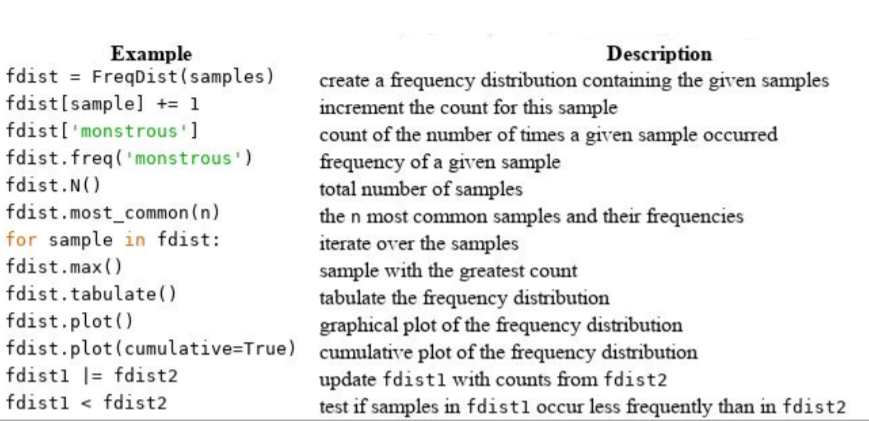 Example Description
fdist = FreqDist(samples) create a frequency distribution containing the given samples
fdist[sample] += 1 increment the count for this sample
fdist['monstrous'] count of the number of times a given sample occurred
fdist.freq('monstrous') frequency of a given sample
fdist.N() total number of samples
fdist.most_common(n) the n most common samples and their frequencies
for sample in fdist: iterate over the samples
fdist.max() sample with the greatest count
fdist.tabulate() tabulate the frequency distribution
fdist.plot() graphical plot of the frequency distribution
fdist.plot(cumulative=True) cumulative plot of the frequency distribution
fdist1 |= fdist2 update fdist1 with counts from fdist2
fdist1 < fdist2 test if samples in fdist1 occur less frequently than in fdist2